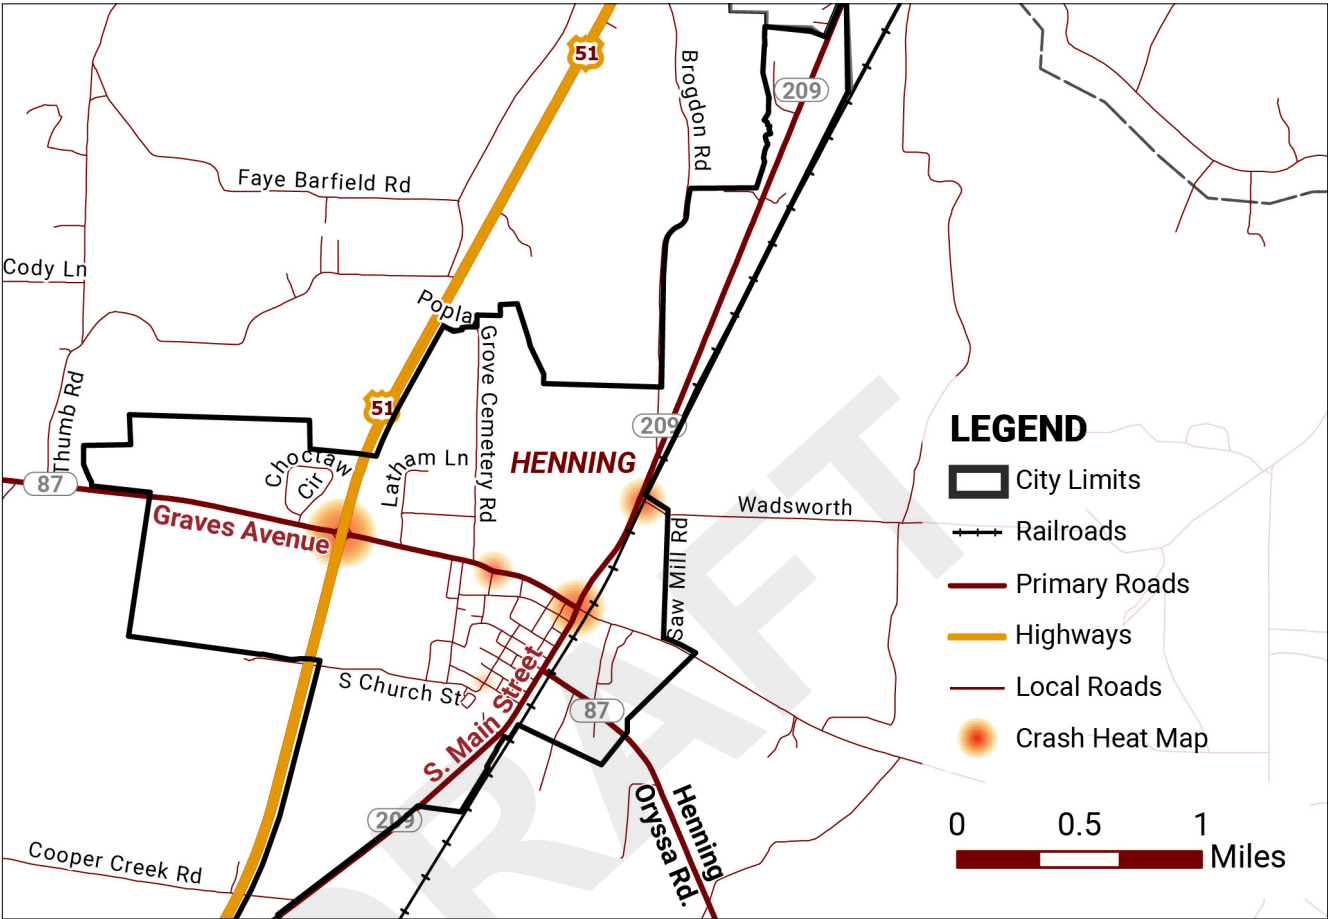 51
Brogdon Rd
209
Faye Barfield Rd
Cody Ln
Popla
Grove Cemetery Rd
Thumb Rd
51
209
Choctaw
Cir
Latham Ln
HENNING
87
Graves Avenue
Wadsworth
Saw Mill Rd
S Church St
S. Main Street
87
209
Henning
Oryssa Rd.
Cooper Creek Rd
DRAFT
LEGEND
City Limits
Railroads
Primary Roads
Highways
Local Roads
Crash Heat Map
0 0.5 1
Miles